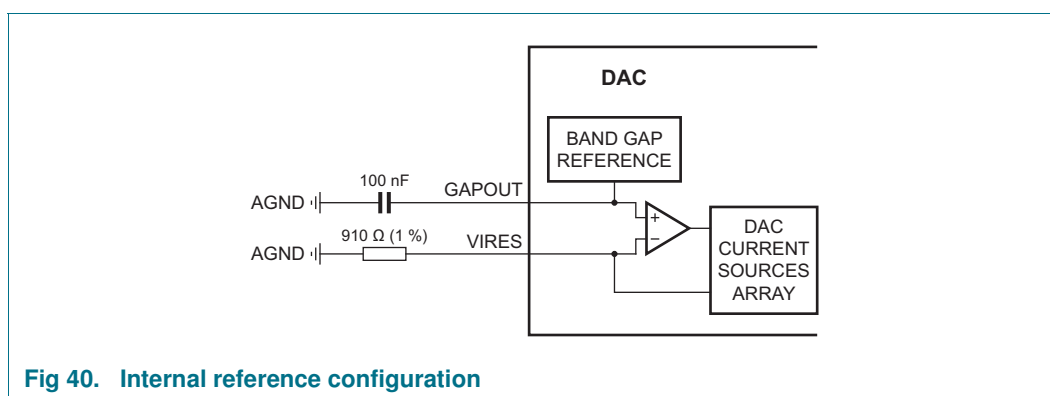 DAC
BAND GAP
REFERENCE
100 nF
GAPOUT
AGND
910 Ω (1 %)
VIRES
AGND
+
−
DAC
CURRENT
SOURCES
ARRAY
Fig 40. Internal reference configuration